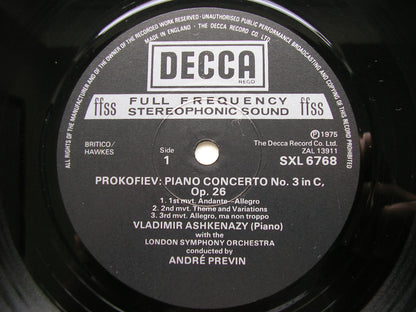 ALL RIGHTS OF THE MANUFACTURER AND OF THE OWNER OF THE RECORDED WORK RESERVED · UNAUTHORISED PUBLIC PERFORMANCE BROADCASTING AND COPYING OF THIS RECORD PROHIBITED
MADE IN ENGLAND · THE DECCA RECORD CO. LTD.
DECCA
REGD
ffss FULL FREQUENCY STEREOPHONIC SOUND ffss
BRITICO/
HAWKES
Side
1
Ⓟ1975
The Decca Record Co. Ltd.
ZAL 13911
SXL 6768
PROKOFIEV: PIANO CONCERTO No. 3 in C,
Op. 26
1. 1st mvt. Andante—Allegro
2. 2nd mvt. Theme and Variations
3. 3rd mvt. Allegro, ma non troppo
VLADIMIR ASHKENAZY (Piano)
with the
LONDON SYMPHONY ORCHESTRA
conducted by
ANDRÉ PREVIN